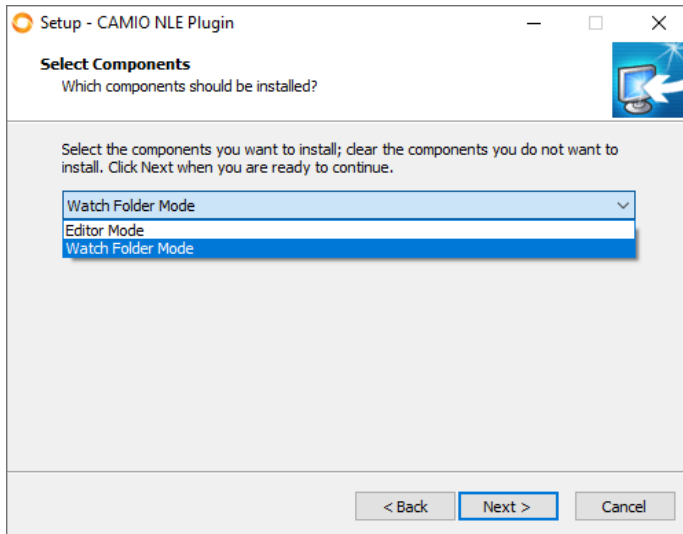 Setup - CAMIO NLE Plugin
Select Components
Which components should be installed?
Select the components you want to install; clear the components you do not want to
install. Click Next when you are ready to continue.
Watch Folder Mode
Editor Mode
Watch Folder Mode
< Back
Next >
Cancel